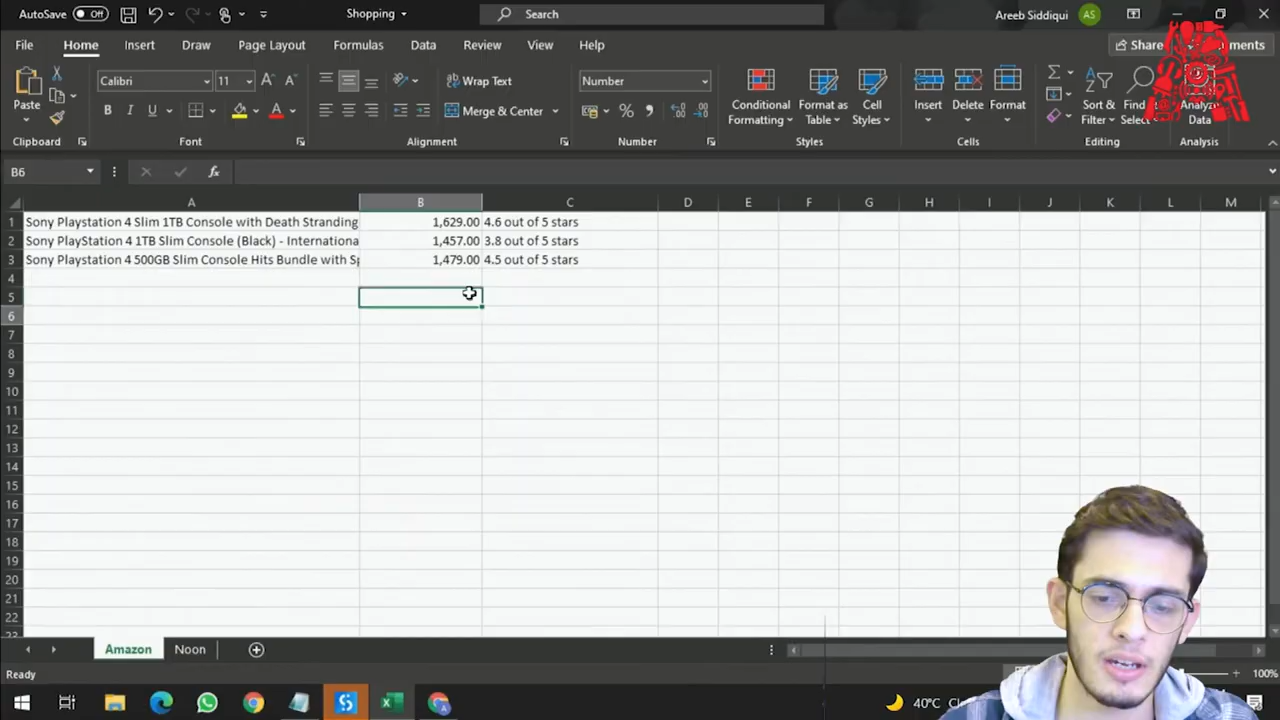 AutoSave Off Shopping Search Areeb Siddiqui AS
File Home Insert Draw Page Layout Formulas Data Review View Help Share
Paste Calibri 11 Wrap Text Number Conditional Formatting Format as Table Cell Styles Insert Delete Format Sort & Filter Find Select
B I U Merge & Center % Data
Clipboard Font Alignment Number Styles Cells Editing Analysis
B6 fx
A B C D E F G H I J K L M
1 Sony Playstation 4 Slim 1TB Console with Death Stranding 1,629.00 4.6 out of 5 stars
2 Sony PlayStation 4 1TB Slim Console (Black) - Internationa 1,457.00 3.8 out of 5 stars
3 Sony Playstation 4 500GB Slim Console Hits Bundle with Sp 1,479.00 4.5 out of 5 stars
4
5
6
7
8
9
10
11
12
13
14
15
16
17
18
19
20
21
22
23
Amazon Noon
Ready 100%
40°C